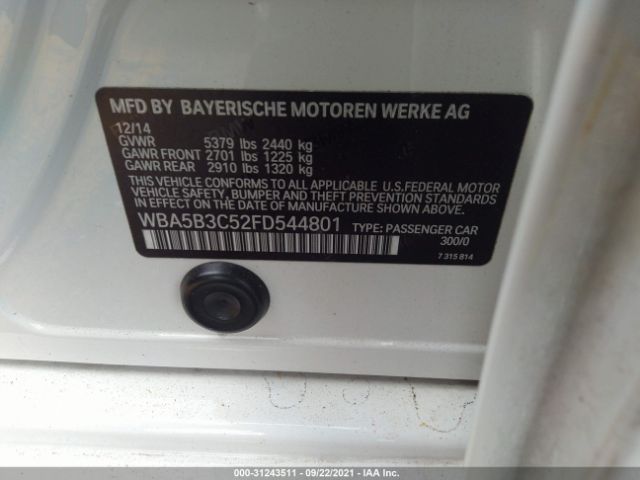 MFD BY BAYERISCHE MOTOREN WERKE AG
12/14
GVWR 5379 lbs 2440 kg
GAWR FRONT 2701 lbs 1225 kg
GAWR REAR 2910 lbs 1320 kg
THIS VEHICLE CONFORMS TO ALL APPLICABLE U.S.FEDERAL MOTOR
VEHICLE SAFETY, BUMPER AND THEFT PREVENTION STANDARDS
IN EFFECT ON THE DATE OF MANUFACTURE SHOWN ABOVE.
WBA5B3C52FD544801 TYPE: PASSENGER CAR
300/0
7 315 814
000-31243511 - 09/22/2021 - IAA Inc.